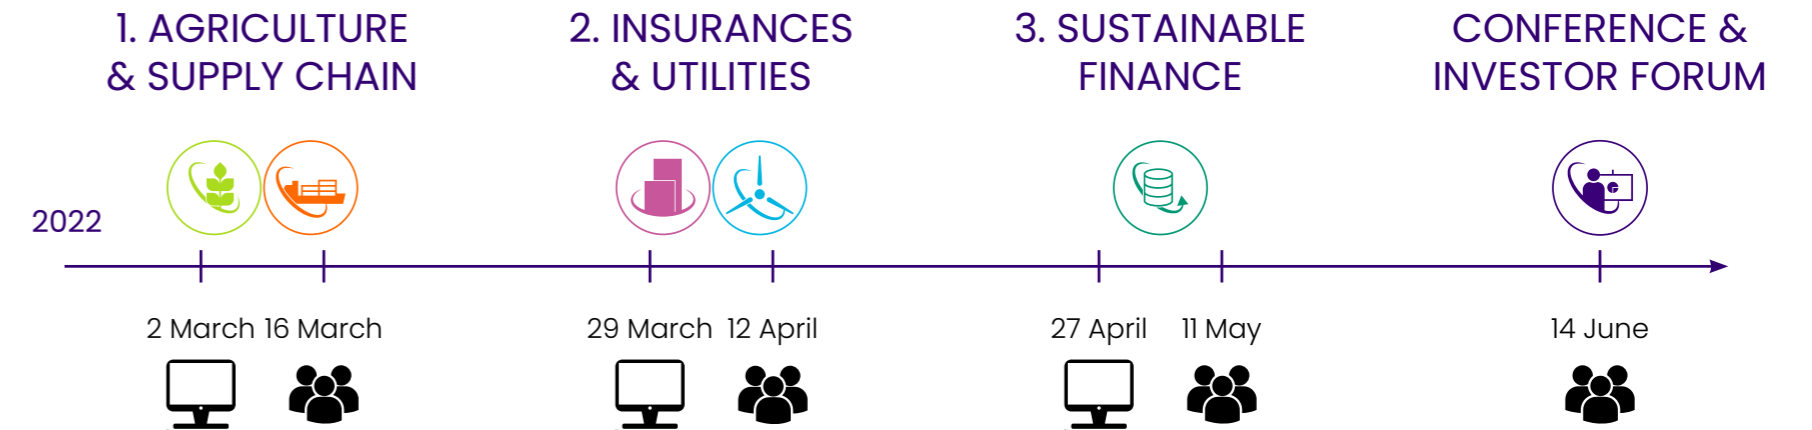 1. AGRICULTURE
& SUPPLY CHAIN
2. INSURANCES
& UTILITIES
3. SUSTAINABLE
FINANCE
CONFERENCE &
INVESTOR FORUM
2022
2 March
16 March
29 March
12 April
27 April
11 May
14 June